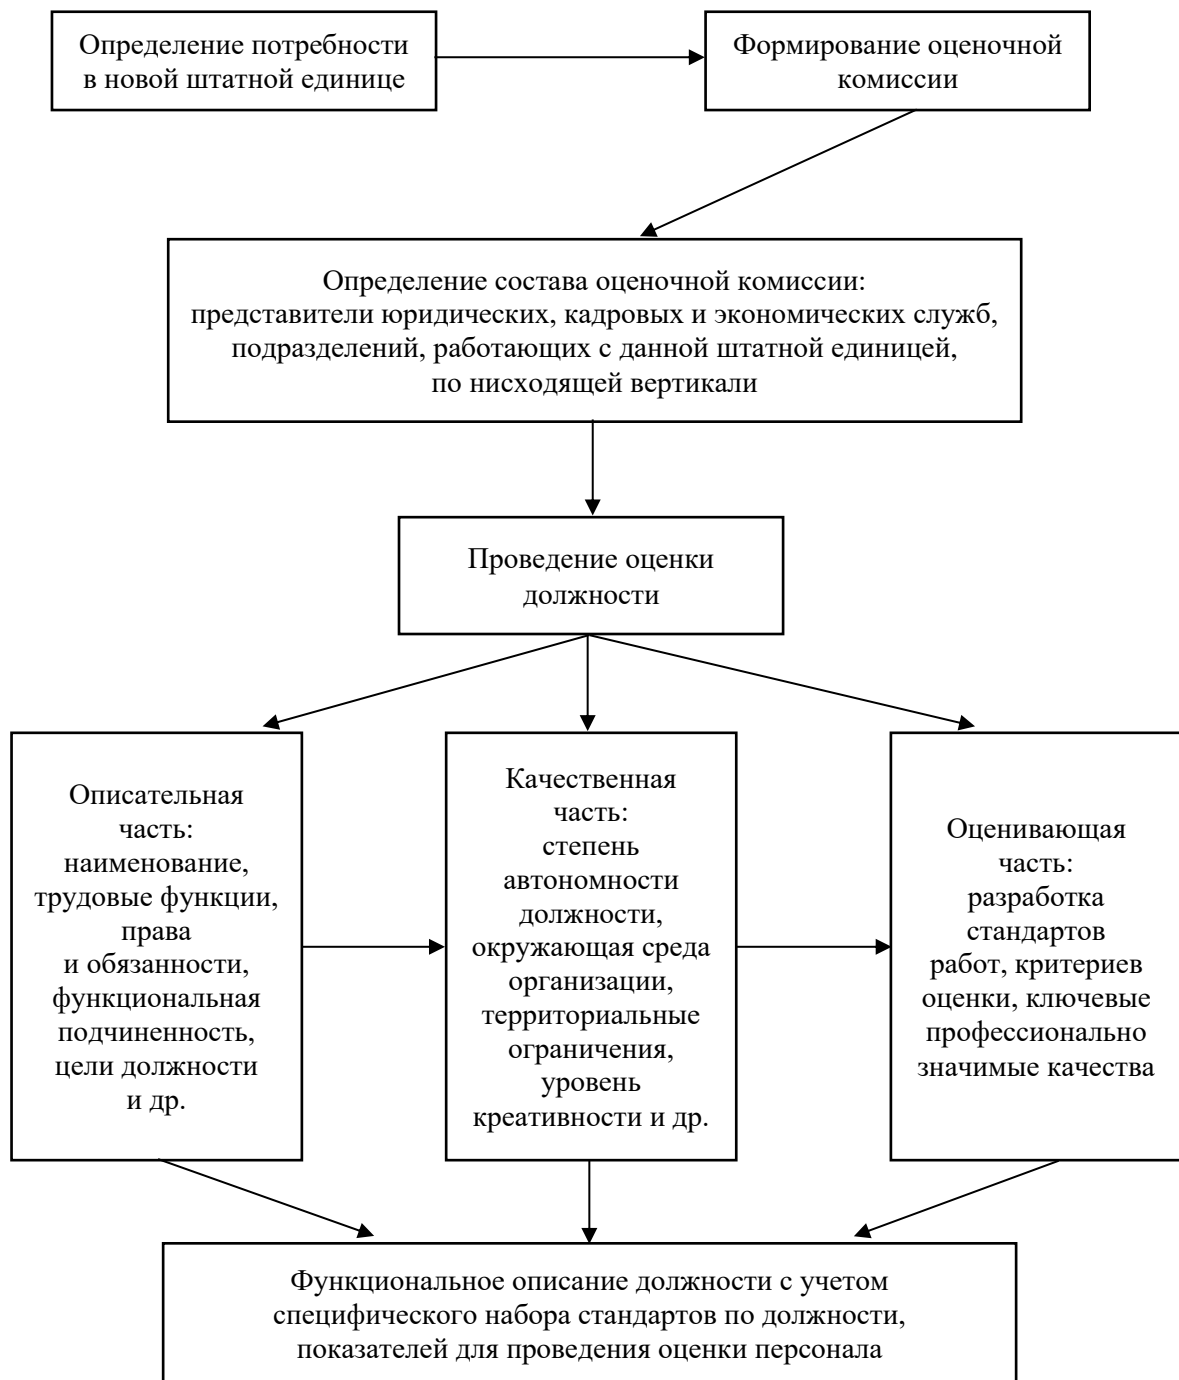 Определение потребности
в новой штатной единице
Формирование оценочной
комиссии
Определение состава оценочной комиссии:
представители юридических, кадровых и экономических служб,
подразделений, работающих с данной штатной единицей,
по нисходящей вертикали
Проведение оценки
должности
Описательная
часть:
наименование,
трудовые функции,
права
и обязанности,
функциональная
подчиненность,
цели должности
и др.
Качественная
часть:
степень
автономности
должности,
окружающая среда
организации,
территориальные
ограничения,
уровень
креативности и др.
Оценивающая
часть:
разработка
стандартов
работ, критериев
оценки, ключевые
профессионально
значимые качества
Функциональное описание должности с учетом
специфического набора стандартов по должности,
показателей для проведения оценки персонала